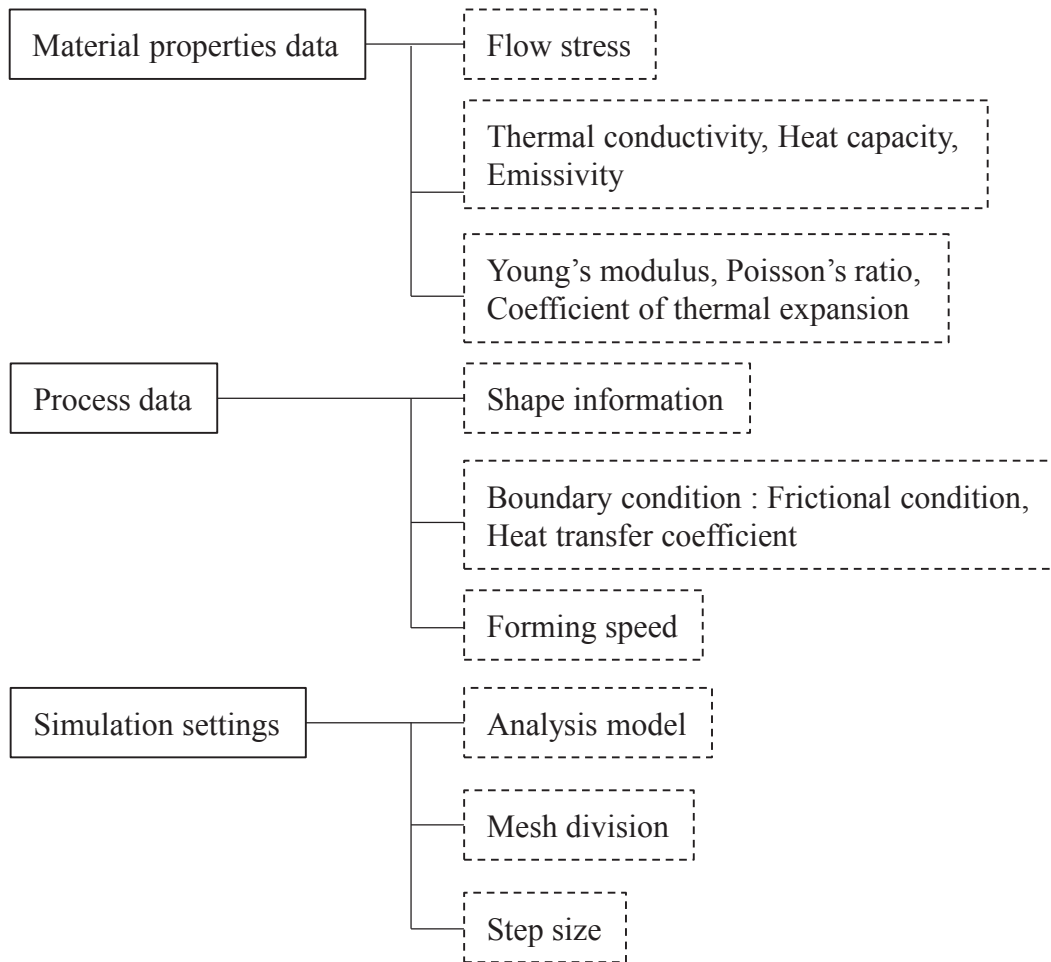 Material properties data
Flow stress
Thermal conductivity, Heat capacity,
Emissivity
Young’s modulus, Poisson’s ratio,
Coefficient of thermal expansion
Process data
Shape information
Boundary condition : Frictional condition,
Heat transfer coefficient
Forming speed
Simulation settings
Analysis model
Mesh division
Step size